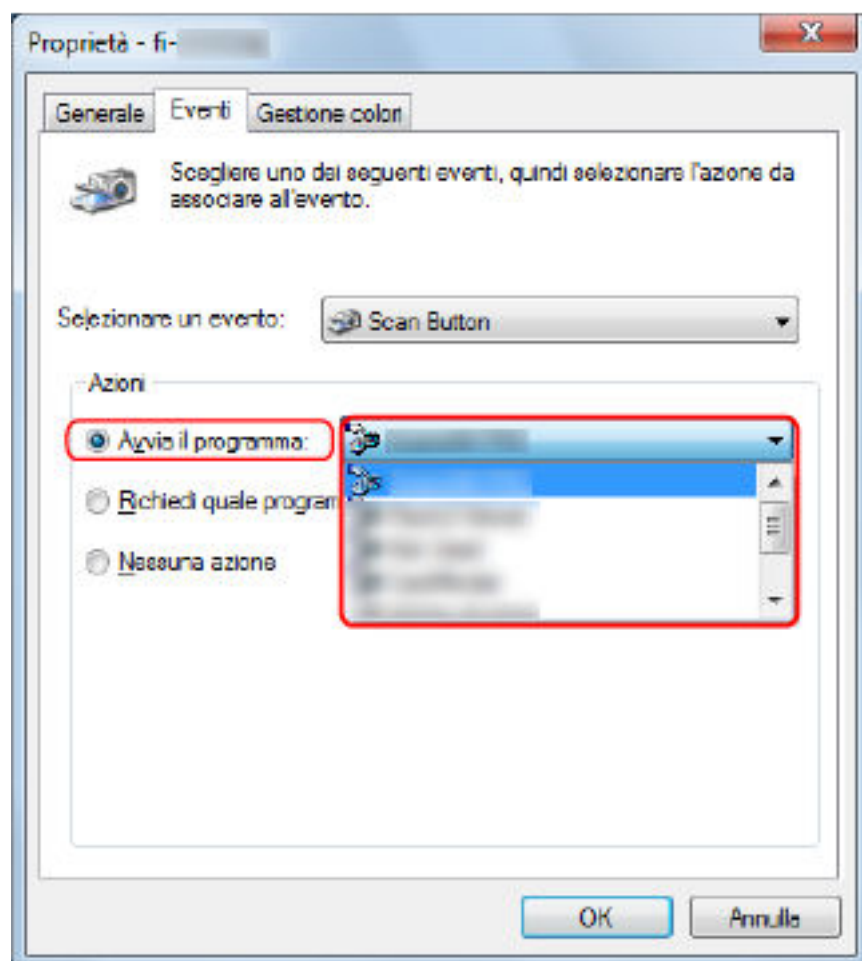 Proprietà - fi-
Generale Eventi Gestione colori
Scegliere uno dei seguenti eventi, quindi selezionare l'azione da
associare all'evento.
Selezionare un evento: Scan Button
Azioni
Avvia il programma:
Richiedi quale program
Nessuna azione
OK Annulla